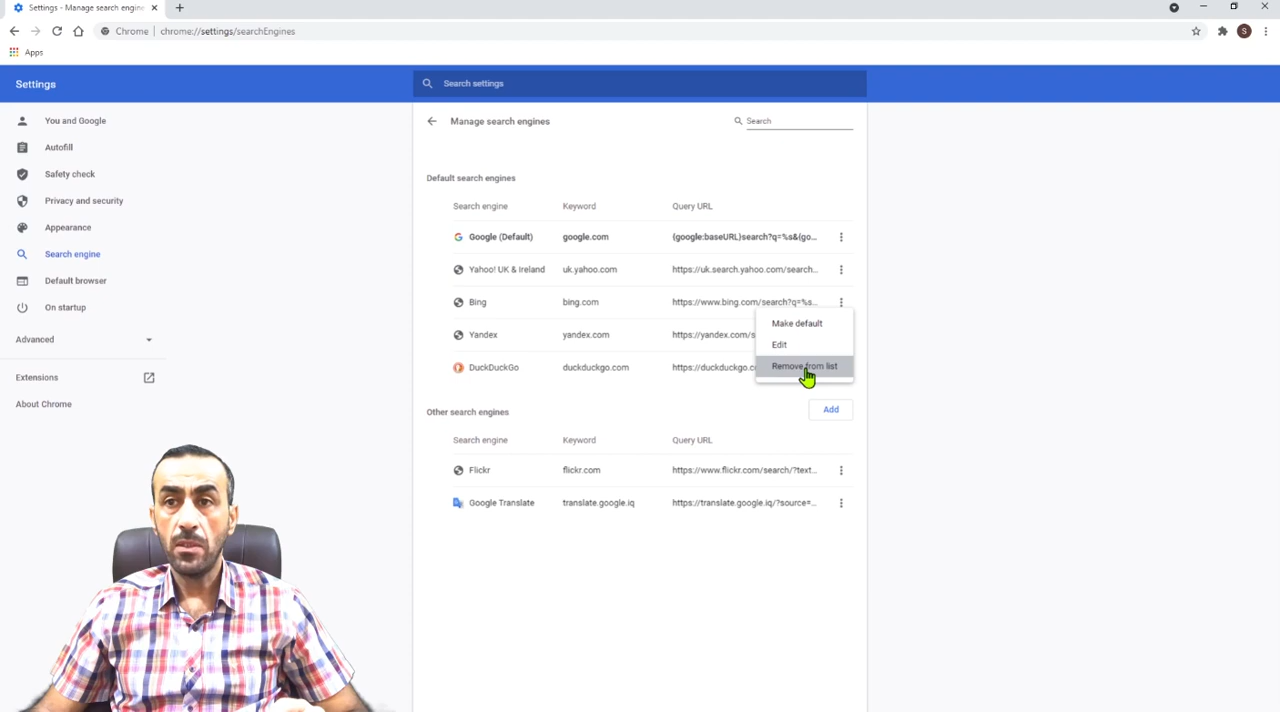 Settings - Manage search engine
Chrome | chrome://settings/searchEngines
S
Apps
Settings
Search settings
You and Google
Autofill
Safety check
Privacy and security
Appearance
Search engine
Default browser
On startup
Advanced
Extensions
About Chrome
Manage search engines
Search
Default search engines
Search engine Keyword Query URL
Google (Default) google.com {google:baseURL}search?q=%s&{go...
Yahoo! UK & Ireland uk.yahoo.com https://uk.search.yahoo.com/search...
Bing bing.com https://www.bing.com/search?q=%s...
Yandex yandex.com https://yandex.com/s
DuckDuckGo duckduckgo.com https://duckduckgo.c
Make default
Edit
Remove from list
Other search engines Add
Search engine Keyword Query URL
Flickr flickr.com https://www.flickr.com/search/?text...
Google Translate translate.google.iq https://translate.google.iq/?source=...